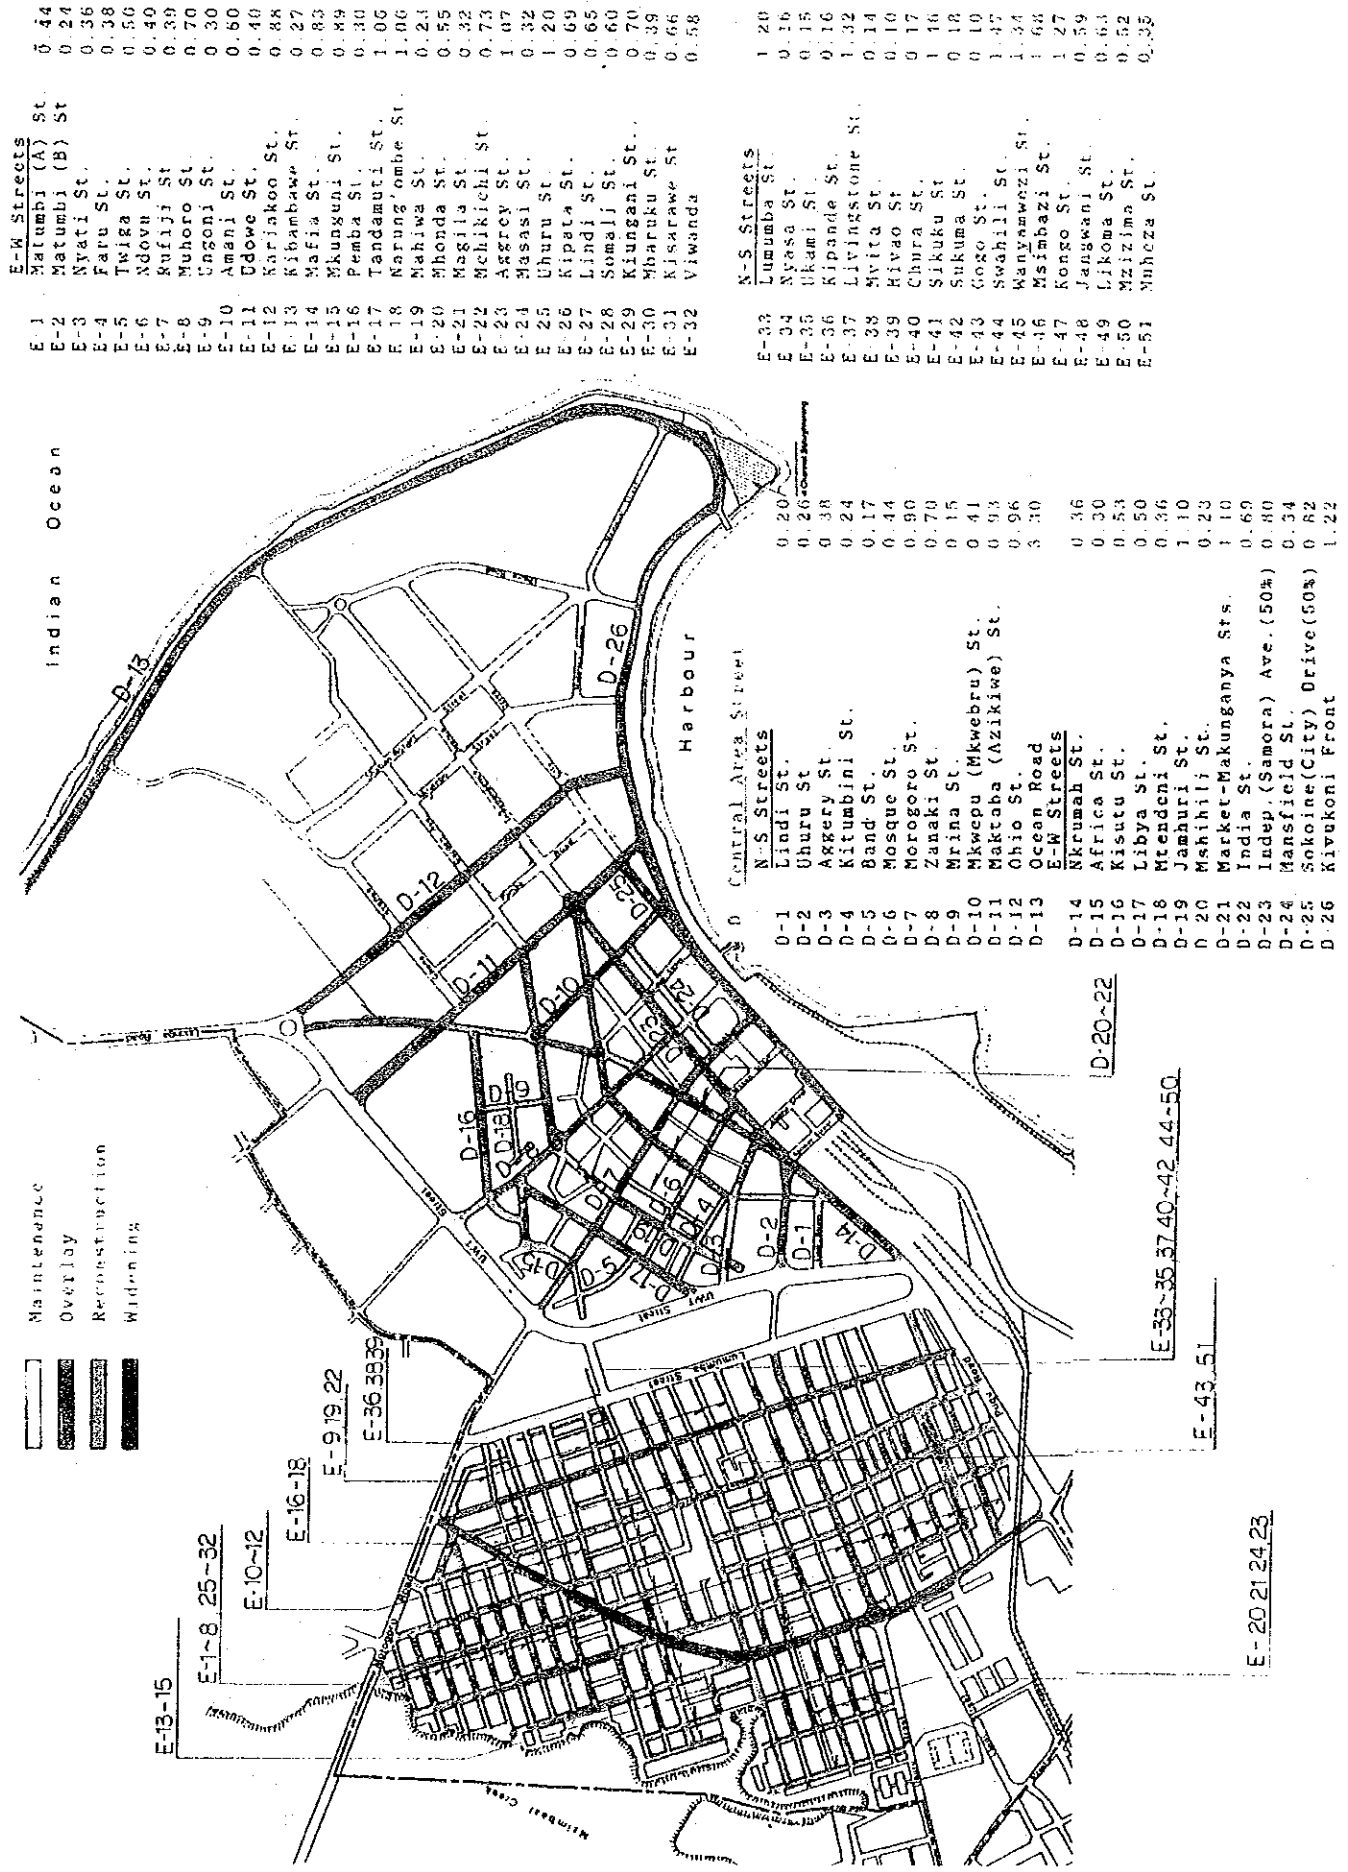 Maintenance
Overlay
Reconstruction
Widening
Indian Ocean
Harbour
Msimbazi Creek
UWT Street
UWT Street
Lumumba Street
Pugu Road
D-13
D-12
D-11
D-10
D-26
D-25
D-24
D-23
D-16
D-9
D-18
D-8
D-7
D-6
D-4
D-19
D-3
D-17
D-5
D-15
D-2
D-1
D-14
D-20~22
E-33~35 37 40~42 44~50
E-43 51
E-20 21 24 23
E-13~15
E-1~8 25~32
E-10~12
E-16~18
E-9 19 22
E-36 38 39
E-W Streets
E-1 Matumbi (A) St. 0.44
E-2 Matumbi (B) St 0.24
E-3 Nyati St. 0.36
E-4 Faru St. 0.38
E-5 Twiga St. 0.56
E-6 Ndovu St. 0.40
E-7 Rufiji St 0.39
E-8 Muhoro St. 0.70
E-9 Ungoni St. 0.30
E-10 Amani St. 0.60
E-11 Udowe St. 0.40
E-12 Kariakoo St. 0.88
E-13 Kibambawe St. 0.27
E-14 Mafia St. 0.83
E-15 Mkunguni St. 0.89
E-16 Pemba St. 0.30
E-17 Tandamuti St. 1.06
E-18 Narung'ombe St. 1.06
E-19 Mahiwa St.
E-20 Mhonda St. 0.55
E-21 Magila St. 0.32
E-22 Mchikichi St. 0.73
E-23 Aggrey St. 1.07
E-24 Masasi St. 0.32
E-25 Uhuru St. 1.20
E-26 Kipata St. 0.69
E-27 Lindi St. 0.65
E-28 Somali St. 0.60
E-29 Kiungani St. 0.70
E-30 Mbaruku St. 0.39
E-31 Kisarawe St 0.66
E-32 Viwanda 0.58
N-S Streets
E-33 Lumumba St. 1.20
E-34 Nyasa St. 0.16
E-35 Ukami St. 0.15
E-36 Kipande St. 0.16
E-37 Livingstone St. 1.32
E-38 Mvita St. 0.14
E-39 Hivao St 0.10
E-40 Chura St. 0.17
E-41 Sikuku St 1.16
E-42 Sukuma St. 0.18
E-43 Gogo St. 0.10
E-44 Swahili St. 1.47
E-45 Wanyamwezi St. 1.34
E-46 Msimbazi St. 1.68
E-47 Kongo St. 1.27
E-48 Jangwani St. 0.59
E-49 Likoma St. 0.63
E-50 Mzizima St. 0.52
E-51 Muheza St. 0.35
D Central Area Street
N-S Streets
D-1 Lindi St. 0.20
D-2 Uhuru St 0.26
D-3 Aggery St. 0.38
D-4 Kitumbini St. 0.24
D-5 Band St. 0.17
D-6 Mosque St. 0.44
D-7 Morogoro St. 0.90
D-8 Zanaki St. 0.70
D-9 Mrina St. 0.15
D-10 Mkwepu (Mkwebru) St. 0.41
D-11 Maktaba (Azikiwe) St. 0.93
D-12 Ohio St. 0.96
D-13 Ocean Road 3.30
E-W Streets
D-14 Nkrumah St. 0.36
D-15 Africa St. 0.30
D-16 Kisutu St. 0.53
D-17 Libya St. 0.50
D-18 Mtendeni St. 0.36
D-19 Jamhuri St. 1.10
D-20 Mshihili St. 0.23
D-21 Market-Makunganya Sts. 1.10
D-22 India St. 0.69
D-23 Indep.(Samora) Ave.(50%) 0.80
D-24 Mansfield St. 0.34
D-25 Sokoine(City) Drive(50%) 0.82
D-26 Kivukoni Front 1.22